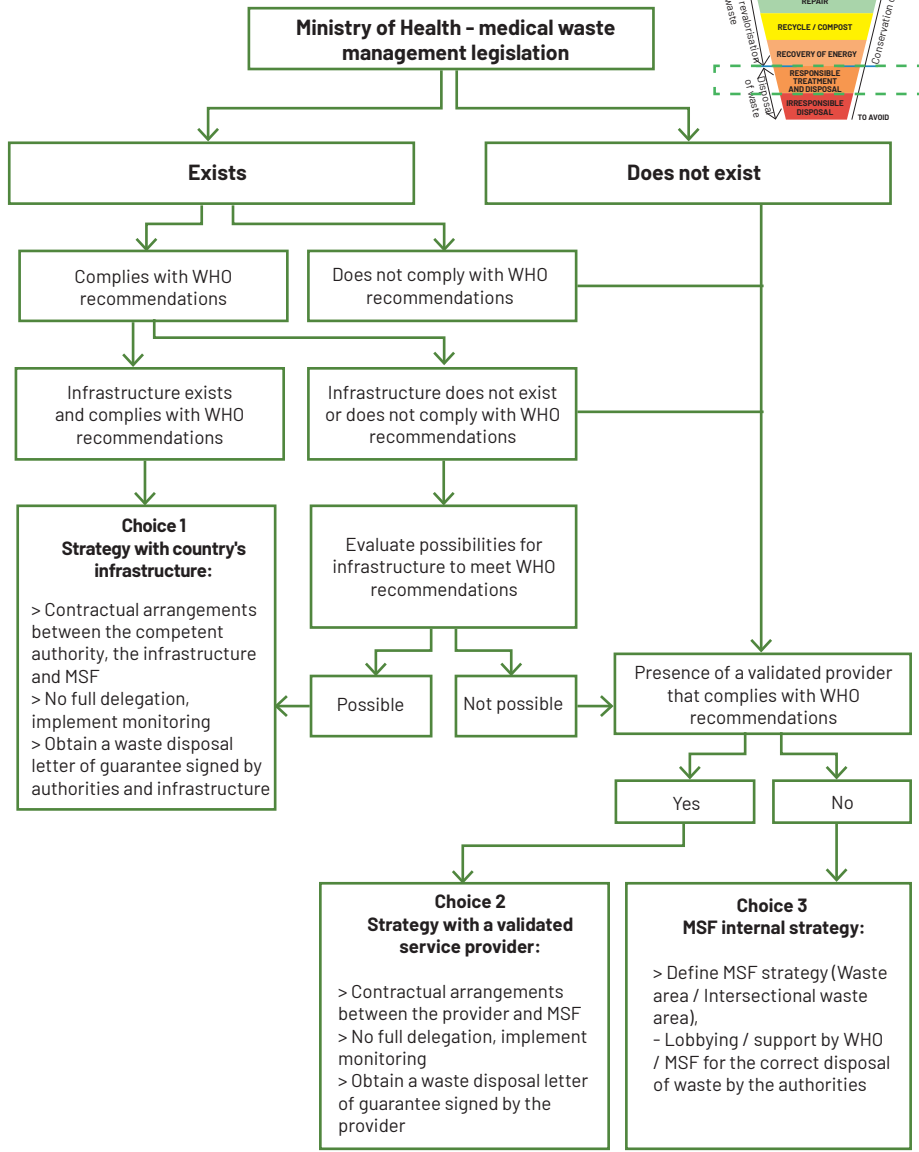 Ministry of Health - medical waste
management legislation
REPAIR
RECYCLE / COMPOST
RECOVERY OF ENERGY
RESPONSIBLE
TREATMENT
AND DISPOSAL
IRRESPONSIBLE
DISPOSAL
TO AVOID
revalorisation
waste
Disposal
of waste
Conservation
Exists
Does not exist
Complies with WHO
recommendations
Does not comply with WHO
recommendations
Infrastructure exists
and complies with WHO
recommendations
Infrastructure does not exist
or does not comply with WHO
recommendations
Choice 1
Strategy with country's
infrastructure:
> Contractual arrangements
between the competent
authority, the infrastructure
and MSF
> No full delegation,
implement monitoring
> Obtain a waste disposal
letter of guarantee signed by
authorities and infrastructure
Evaluate possibilities for
infrastructure to meet WHO
recommendations
Possible
Not possible
Presence of a validated provider
that complies with WHO
recommendations
Yes
No
Choice 2
Strategy with a validated
service provider:
> Contractual arrangements
between the provider and MSF
> No full delegation, implement
monitoring
> Obtain a waste disposal letter
of guarantee signed by the
provider
Choice 3
MSF internal strategy:
> Define MSF strategy (Waste
area / Intersectional waste
area),
- Lobbying / support by WHO
/ MSF for the correct disposal
of waste by the authorities